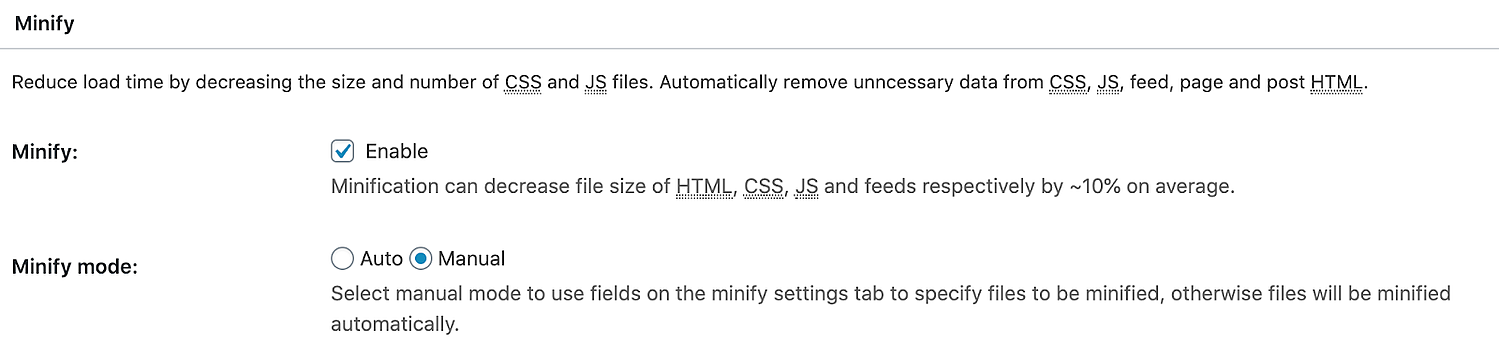 Minify
Reduce load time by decreasing the size and number of CSS and JS files. Automatically remove unncessary data from CSS, JS, feed, page and post HTML.
Minify:
Enable
Minification can decrease file size of HTML, CSS, JS and feeds respectively by ~10% on average.
Minify mode:
Auto Manual
Select manual mode to use fields on the minify settings tab to specify files to be minified, otherwise files will be minified
automatically.